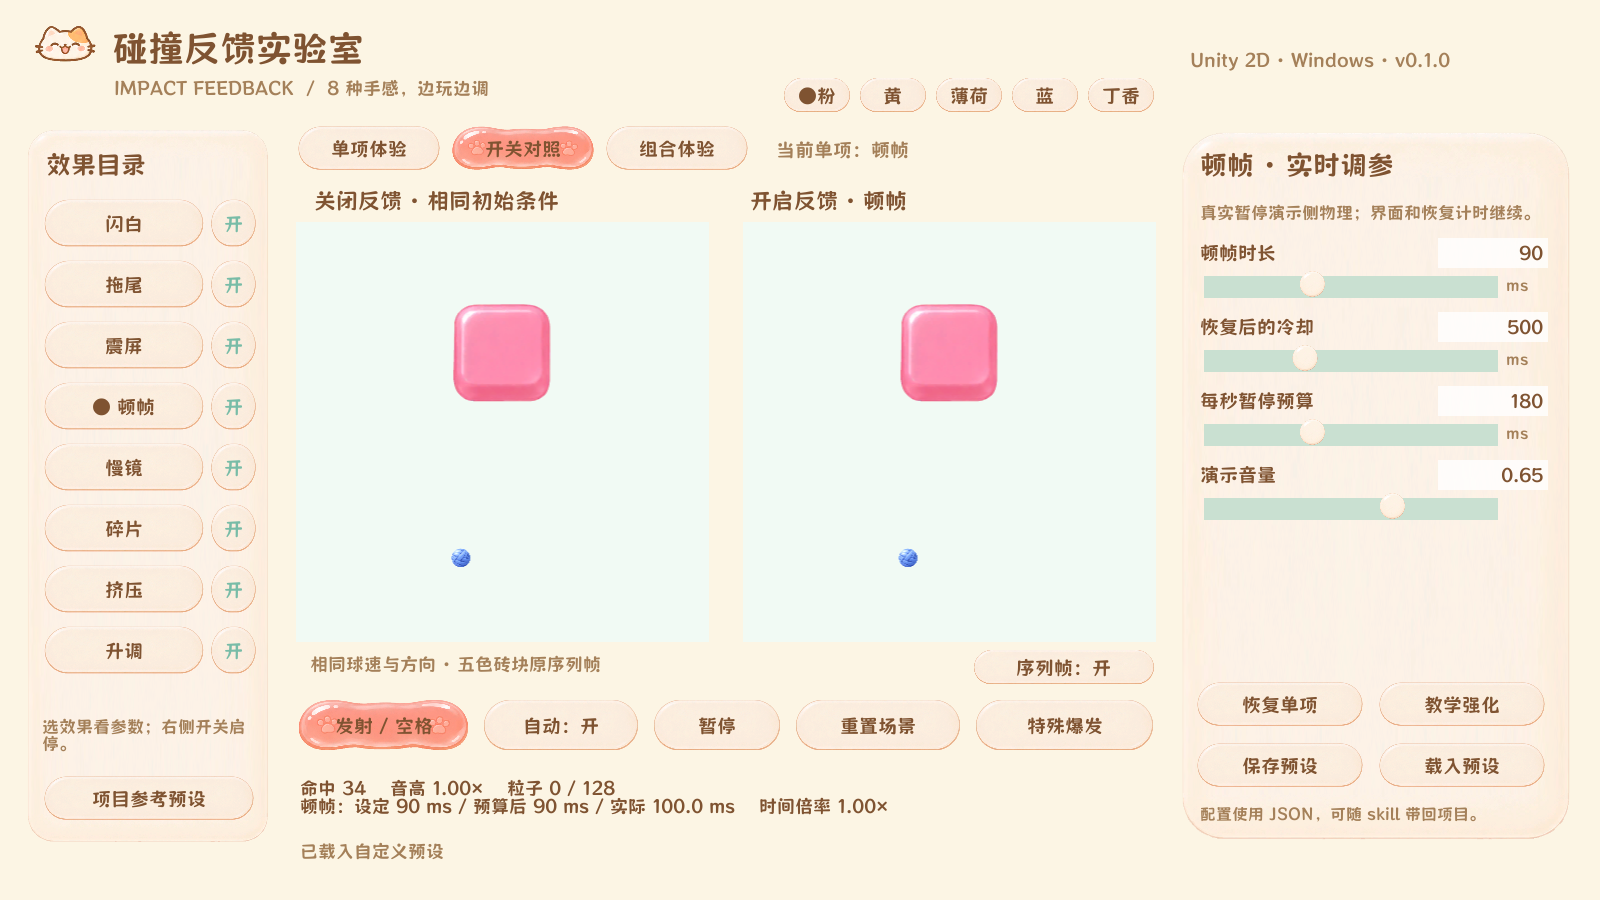 碰撞反馈实验室
IMPACT FEEDBACK / 8 种手感，边玩边调
Unity 2D · Windows · v0.1.0
●粉
黄
薄荷
蓝
丁香
效果目录
闪白
开
拖尾
开
震屏
开
● 顿帧
开
慢镜
开
碎片
开
挤压
开
升调
开
选效果看参数；右侧开关启
停。
项目参考预设
单项体验
开关对照
组合体验
当前单项：顿帧
关闭反馈 · 相同初始条件
开启反馈 · 顿帧
相同球速与方向 · 五色砖块原序列帧
序列帧：开
发射 / 空格
自动：开
暂停
重置场景
特殊爆发
命中 34 音高 1.00× 粒子 0 / 128
顿帧：设定 90 ms / 预算后 90 ms / 实际 100.0 ms 时间倍率 1.00×
已载入自定义预设
顿帧 · 实时调参
真实暂停演示侧物理；界面和恢复计时继续。
顿帧时长
90
ms
恢复后的冷却
500
ms
每秒暂停预算
180
ms
演示音量
0.65
恢复单项
教学强化
保存预设
载入预设
配置使用 JSON，可随 skill 带回项目。